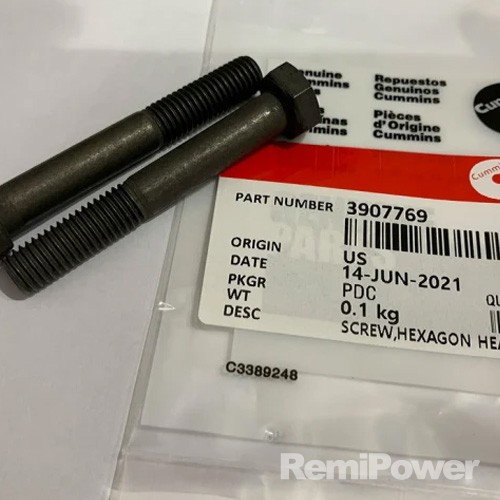 Genuine
Cummins
Repuestos
Genuinos
Cummins
Pièces
d'Origine
Cummins
PART NUMBER 3907769
ORIGIN US
DATE 14-JUN-2021
PKGR PDC
WT 0.1 kg
DESC SCREW,HEXAGON HEA
C3389248
RemiPower